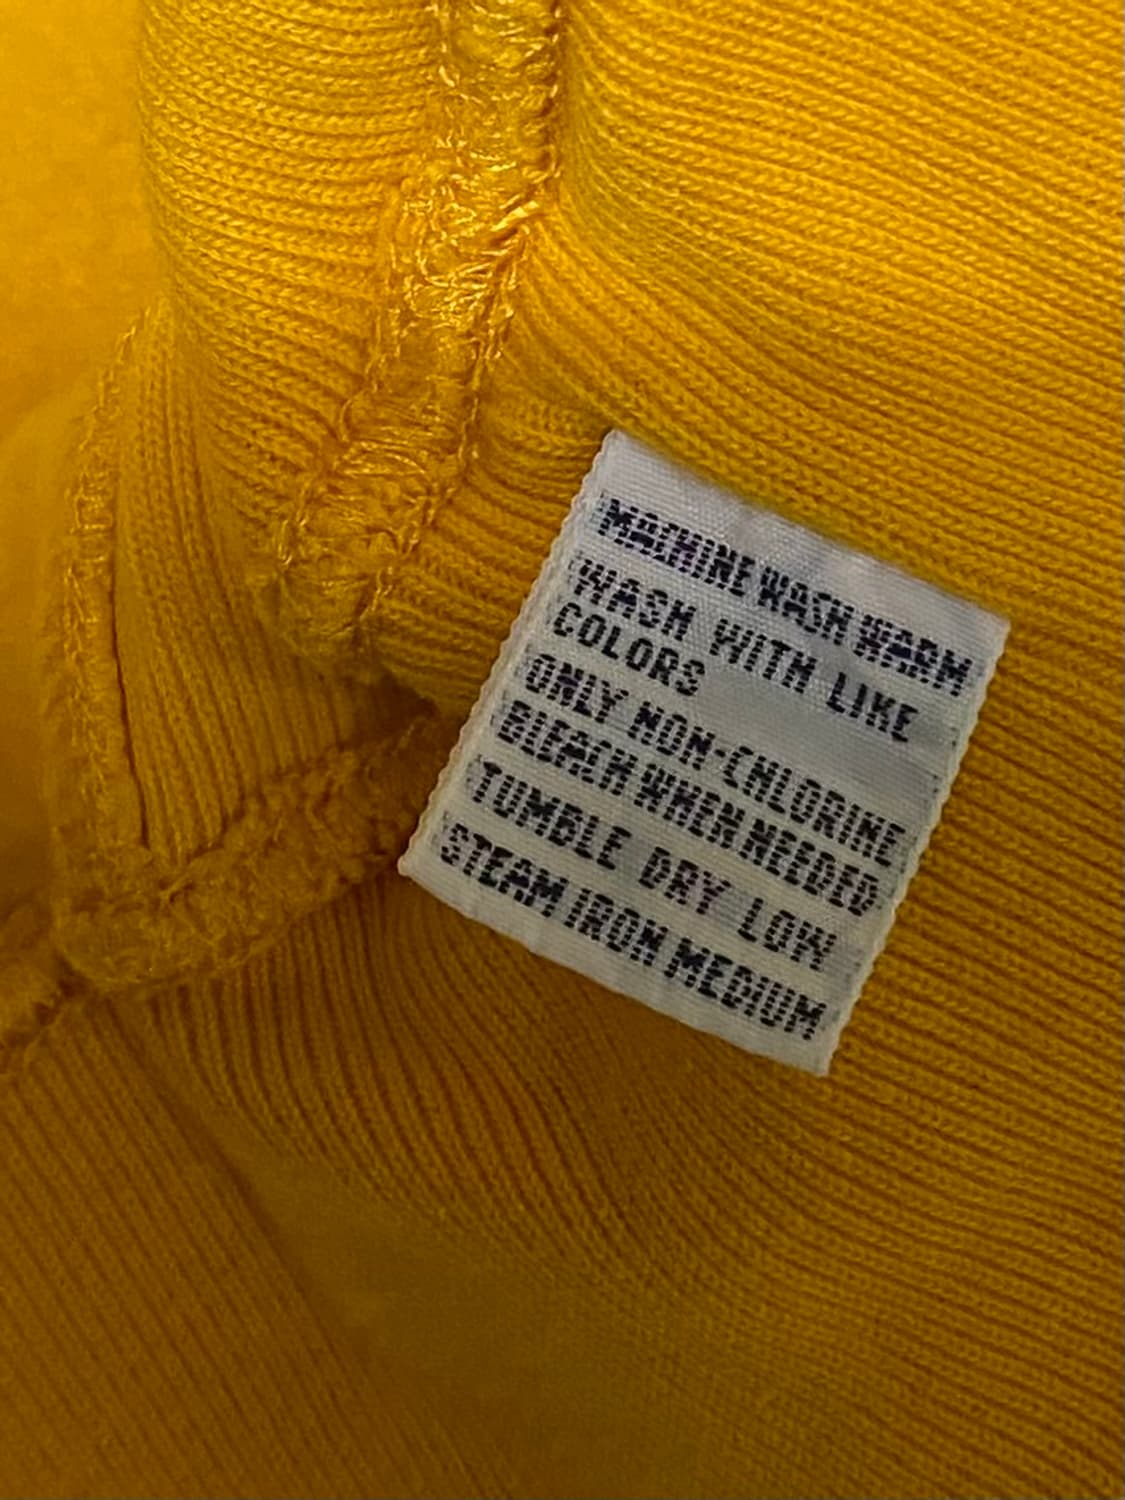 MACHINE WASH WARM
WASH WITH LIKE
COLORS
ONLY NON-CHLORINE
BLEACH WHEN NEEDED
TUMBLE DRY LOW
STEAM IRON MEDIUM